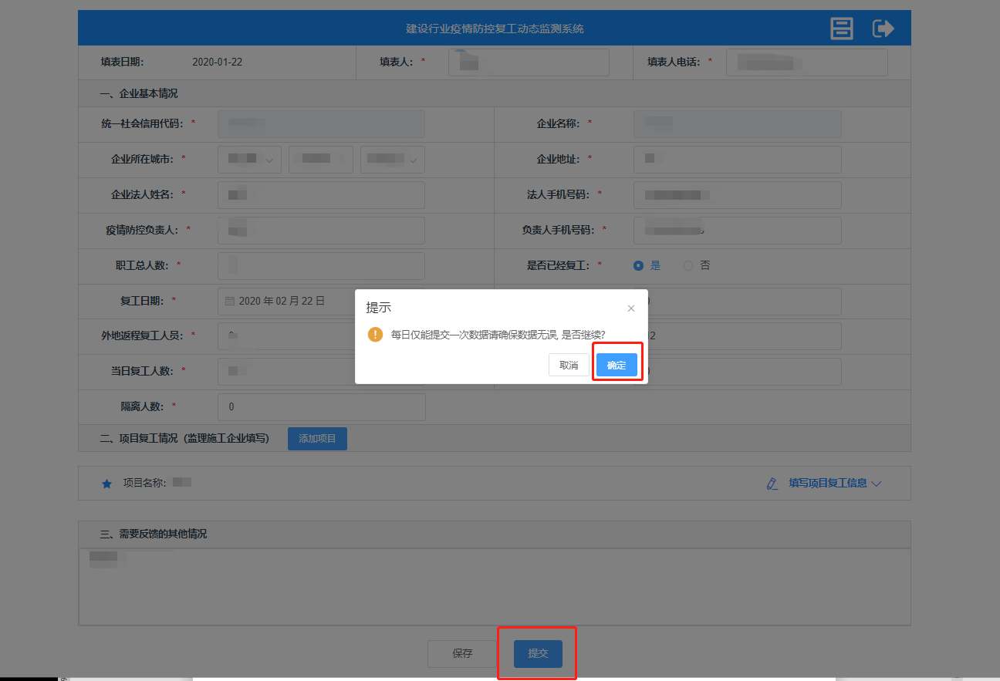 建设行业疫情防控复工动态监测系统
填表日期： 2020-01-22 填表人： * 填表人电话： *
一、企业基本情况
统一社会信用代码： * 企业名称： *
企业所在城市： * 企业地址： *
企业法人姓名： * 法人手机号码： *
疫情防控负责人： * 负责人手机号码： *
职工总人数： * 是否已经复工： * 是 否
复工日期： * 2020 年 02 月 22 日
外地返程复工人员： * 2
当日复工人数： *
隔离人数： * 0
提示
每日仅能提交一次数据请确保数据无误, 是否继续?
取消 确定
二、项目复工情况（监理施工企业填写） 添加项目
项目名称: 填写项目复工信息
三、需要反馈的其他情况
保存 提交